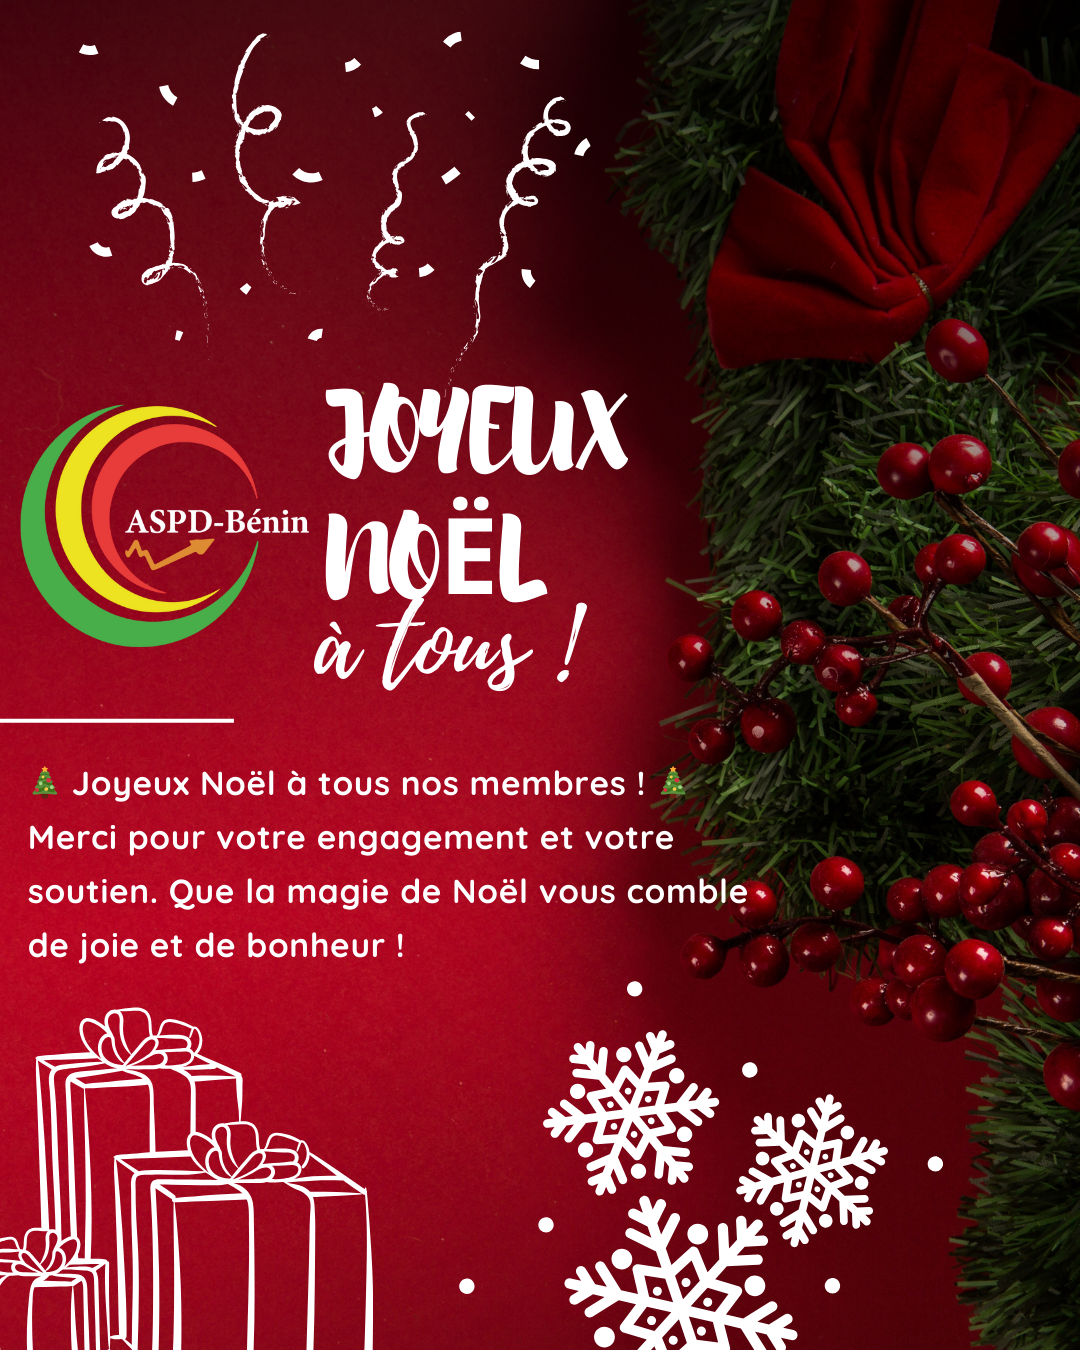 JOYEUX
NOËL
à tous !
ASPD-Bénin
🎄 Joyeux Noël à tous nos membres ! 🎄
Merci pour votre engagement et votre
soutien. Que la magie de Noël vous comble
de joie et de bonheur !